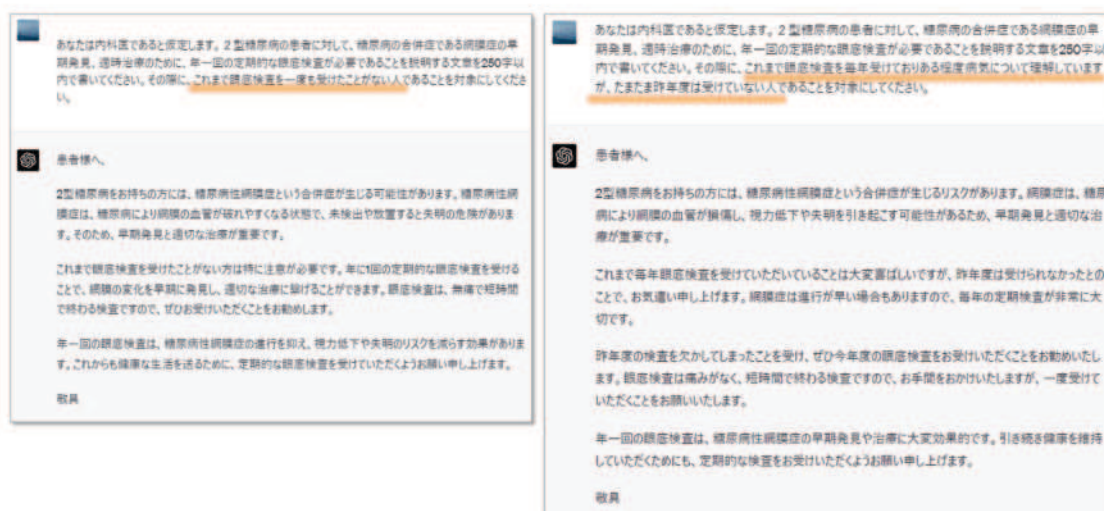 あなたは内科医であると仮定します。2型糖尿病の患者に対して、糖尿病の合併症である網膜症の早
期発見、適時治療のために、年一回の定期的な眼底検査が必要であることを説明する文章を250字以
内で書いてください。その際に、これまで眼底検査を一度も受けたことがない人であることを対象にしてくださ
い。
患者様へ、
2型糖尿病をお持ちの方には、糖尿病性網膜症という合併症が生じる可能性があります。糖尿病性網
膜症は、糖尿病により網膜の血管が破れやすくなる状態で、未検出や放置すると失明の危険がありま
す。そのため、早期発見と適切な治療が重要です。
これまで眼底検査を受けたことがない方は特に注意が必要です。年に1回の定期的な眼底検査を受ける
ことで、網膜の変化を早期に発見し、適切な治療に繋げることができます。眼底検査は、無痛で短時間
で終わる検査ですので、ぜひお受けいただくことをお勧めします。
年一回の眼底検査は、糖尿病性網膜症の進行を抑え、視力低下や失明のリスクを減らす効果がありま
す。これからも健康な生活を送るために、定期的な眼底検査を受けていただくようお願い申し上げます。
敬具
あなたは内科医であると仮定します。2型糖尿病の患者に対して、糖尿病の合併症である網膜症の早
期発見、適時治療のために、年一回の定期的な眼底検査が必要であることを説明する文章を250字以
内で書いてください。その際に、これまで眼底検査を毎年受けておりある程度病気について理解しています
が、たまたま昨年度は受けていない人であることを対象にしてください。
患者様へ、
2型糖尿病をお持ちの方には、糖尿病性網膜症という合併症が生じるリスクがあります。網膜症は、糖尿
病により網膜の血管が損傷し、視力低下や失明を引き起こす可能性があるため、早期発見と適切な治
療が重要です。
これまで毎年眼底検査を受けていただいていることは大変喜ばしいですが、昨年度は受けられなかったとの
ことで、お気遣い申し上げます。網膜症は進行が早い場合もありますので、毎年の定期検査が非常に大
切です。
昨年度の検査を欠かしてしまったことを受け、ぜひ今年度の眼底検査をお受けいただくことをお勧めいたし
ます。眼底検査は痛みがなく、短時間で終わる検査ですので、お手間をおかけいたしますが、一度受けて
いただくことをお願いいたします。
年一回の眼底検査は、糖尿病性網膜症の早期発見や治療に大変効果的です。引き続き健康を維持
していただくためにも、定期的な検査をお受けいただくようお願い申し上げます。
敬具